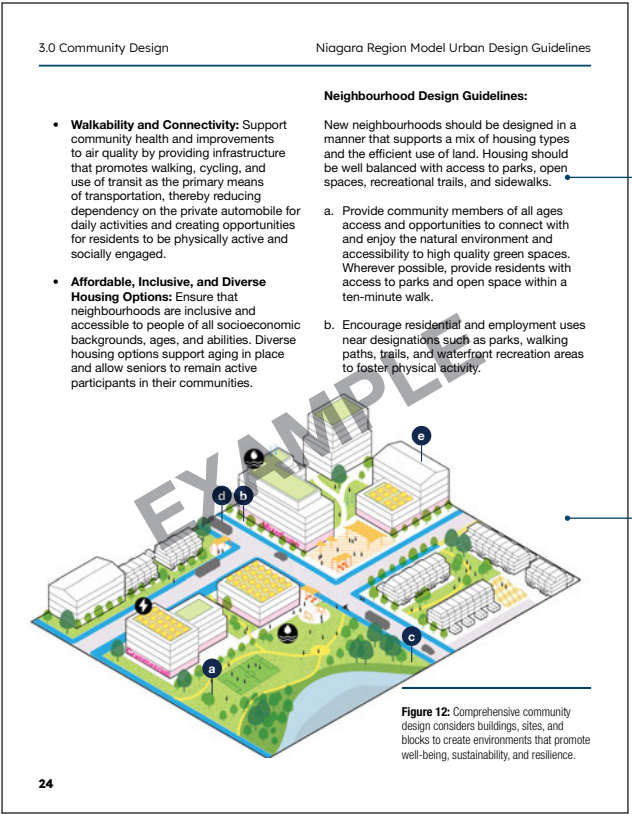 3.0 Community Design
Niagara Region Model Urban Design Guidelines
• Walkability and Connectivity: Support
community health and improvements
to air quality by providing infrastructure
that promotes walking, cycling, and
use of transit as the primary means
of transportation, thereby reducing
dependency on the private automobile for
daily activities and creating opportunities
for residents to be physically active and
socially engaged.
• Affordable, Inclusive, and Diverse
Housing Options: Ensure that
neighbourhoods are inclusive and
accessible to people of all socioeconomic
backgrounds, ages, and abilities. Diverse
housing options support aging in place
and allow seniors to remain active
participants in their communities.
Neighbourhood Design Guidelines:
New neighbourhoods should be designed in a
manner that supports a mix of housing types
and the efficient use of land. Housing should
be well balanced with access to parks, open
spaces, recreational trails, and sidewalks.
a. Provide community members of all ages
access and opportunities to connect with
and enjoy the natural environment and
accessibility to high quality green spaces.
Wherever possible, provide residents with
access to parks and open space within a
ten-minute walk.
b. Encourage residential and employment uses
near designations such as parks, walking
paths, trails, and waterfront recreation areas
to foster physical activity.
EXAMPLE
e
d b
c
a
Figure 12: Comprehensive community
design considers buildings, sites, and
blocks to create environments that promote
well-being, sustainability, and resilience.
24